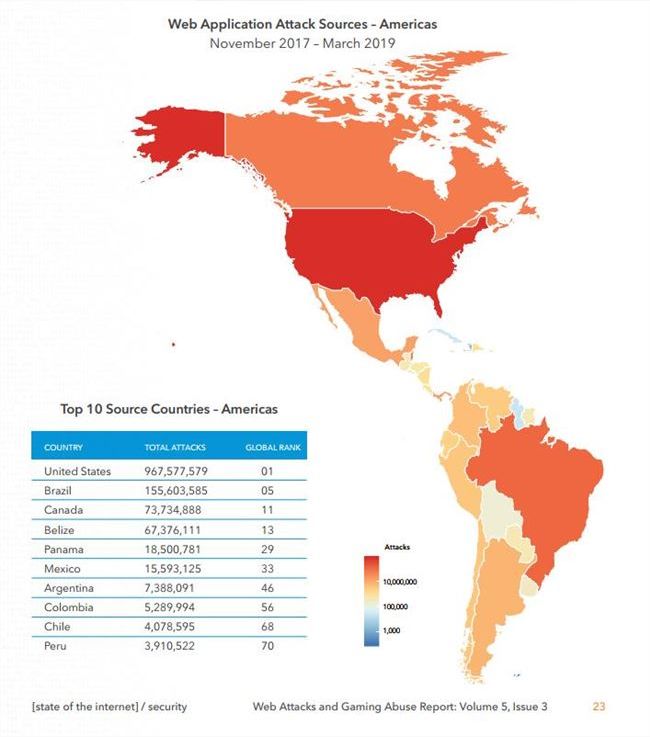 Web Application Attack Sources – Americas
November 2017 – March 2019
Top 10 Source Countries – Americas
COUNTRY TOTAL ATTACKS GLOBAL RANK
United States 967,577,579 01
Brazil 155,603,585 05
Canada 73,734,888 11
Belize 67,376,111 13
Panama 18,500,781 29
Mexico 15,593,125 33
Argentina 7,388,091 46
Colombia 5,289,994 56
Chile 4,078,595 68
Peru 3,910,522 70
Attacks
10,000,000
100,000
1,000
[state of the internet] / security Web Attacks and Gaming Abuse Report: Volume 5, Issue 3 23